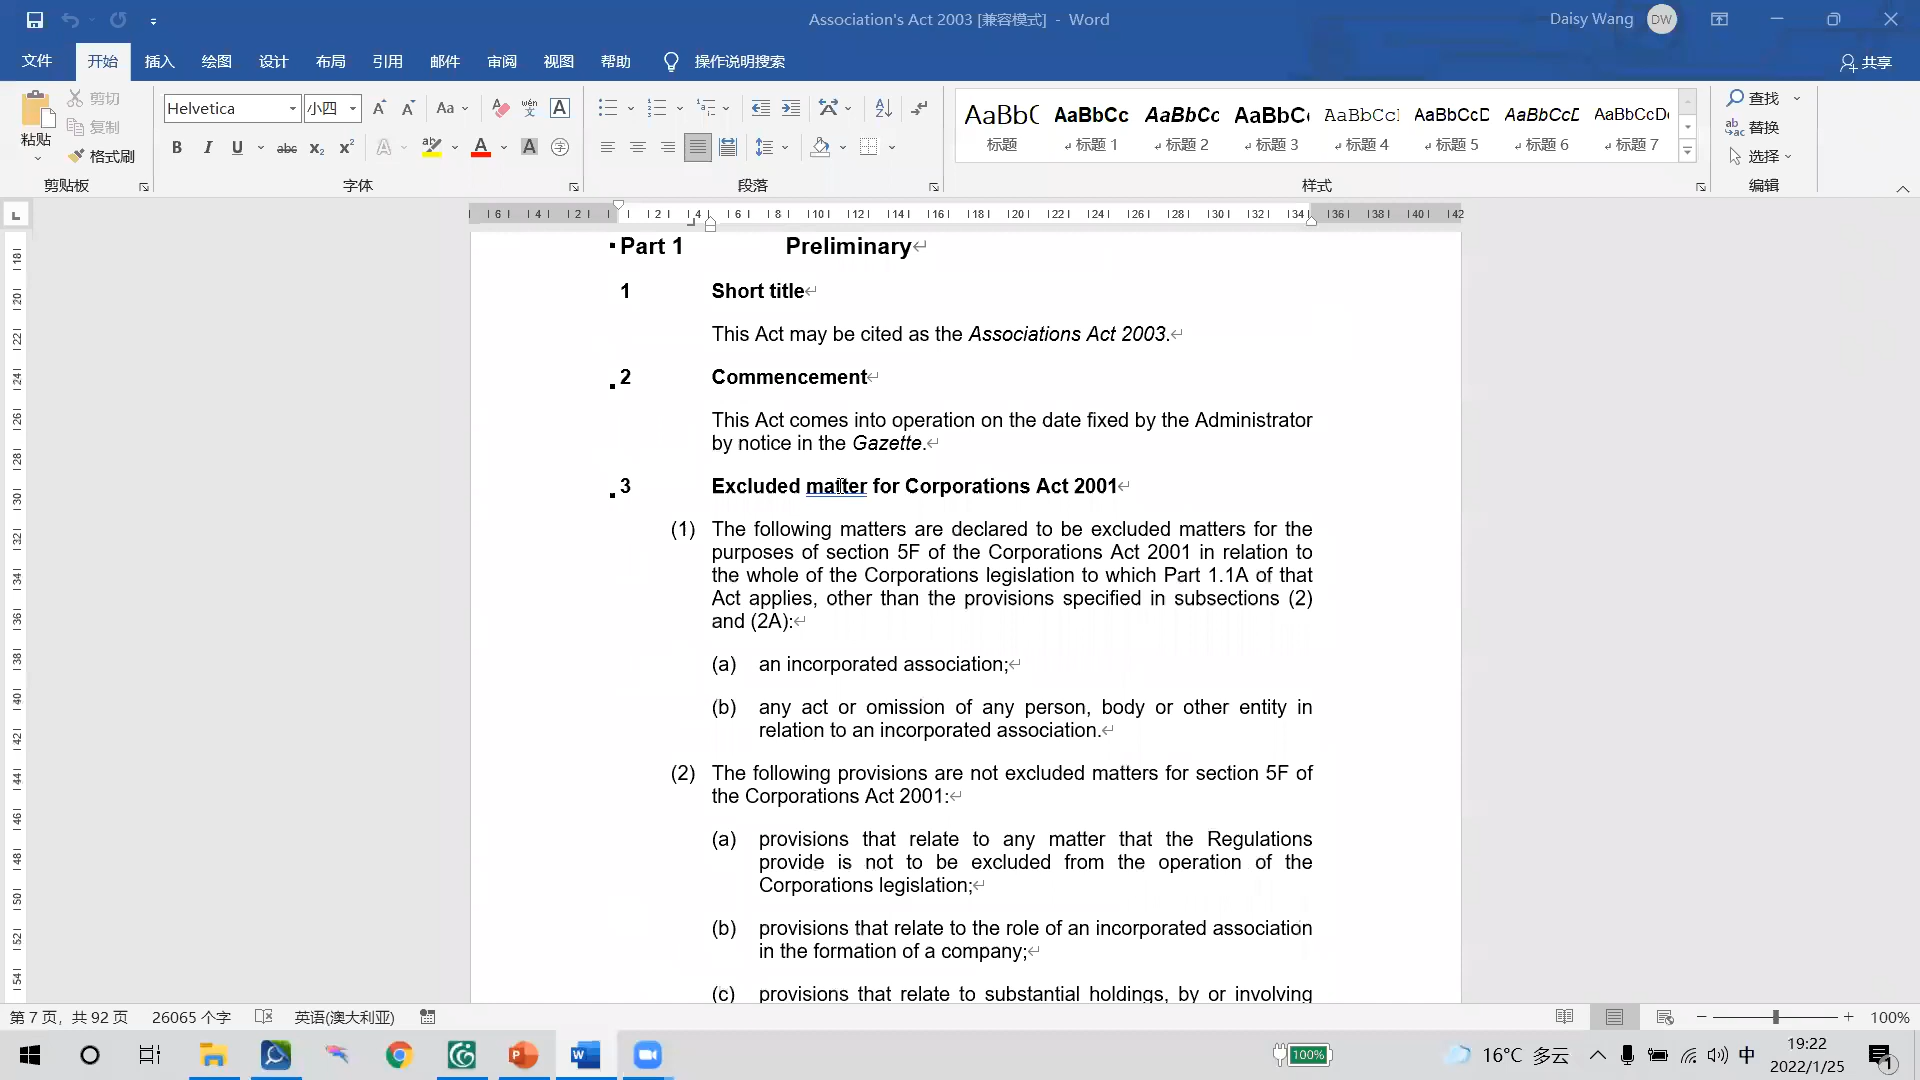 Association's Act 2003 [兼容模式] - Word
Daisy Wang
DW
文件
开始
插入
绘图
设计
布局
引用
邮件
审阅
视图
帮助
操作说明搜索
共享
粘贴
剪切
复制
格式刷
剪贴板
Helvetica
小四
字体
段落
AaBbC 标题
AaBbCc 标题 1
AaBbCc 标题 2
AaBbC 标题 3
AaBbCcI 标题 4
AaBbCcD 标题 5
AaBbCcD 标题 6
AaBbCcD 标题 7
样式
查找
替换
选择
编辑
Part 1 Preliminary
1 Short title
This Act may be cited as the Associations Act 2003.
2 Commencement
This Act comes into operation on the date fixed by the Administrator
by notice in the Gazette.
3 Excluded matter for Corporations Act 2001
(1) The following matters are declared to be excluded matters for the
purposes of section 5F of the Corporations Act 2001 in relation to
the whole of the Corporations legislation to which Part 1.1A of that
Act applies, other than the provisions specified in subsections (2)
and (2A):
(a) an incorporated association;
(b) any act or omission of any person, body or other entity in
relation to an incorporated association.
(2) The following provisions are not excluded matters for section 5F of
the Corporations Act 2001:
(a) provisions that relate to any matter that the Regulations
provide is not to be excluded from the operation of the
Corporations legislation;
(b) provisions that relate to the role of an incorporated association
in the formation of a company;
(c) provisions that relate to substantial holdings, by or involving
第 7 页，共 92 页
26065 个字
英语(澳大利亚)
100%
100%
16°C 多云
中
19:22
2022/1/25
1